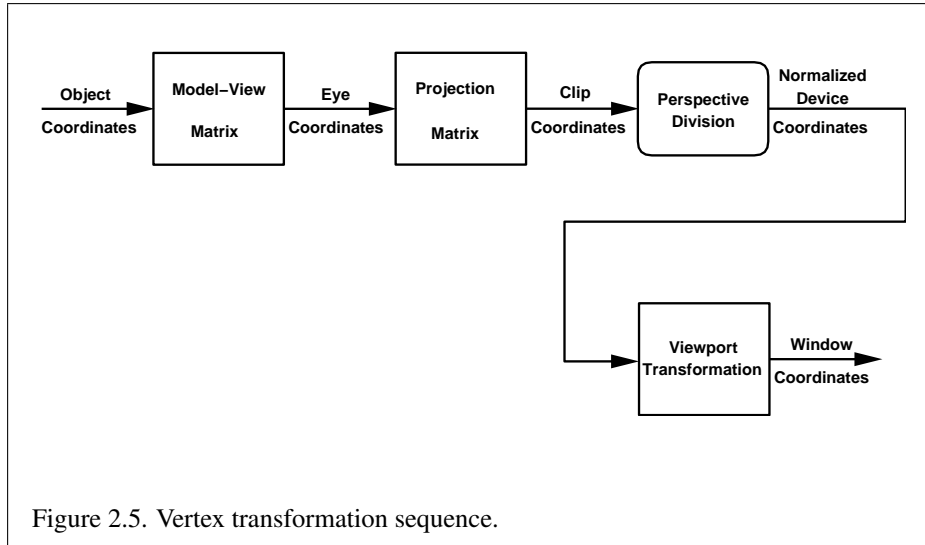 Object
Coordinates
Model−View
Matrix
Eye
Coordinates
Projection
Matrix
Clip
Coordinates
Perspective
Division
Normalized
Device
Coordinates
Viewport
Transformation
Window
Coordinates
Figure 2.5. Vertex transformation sequence.